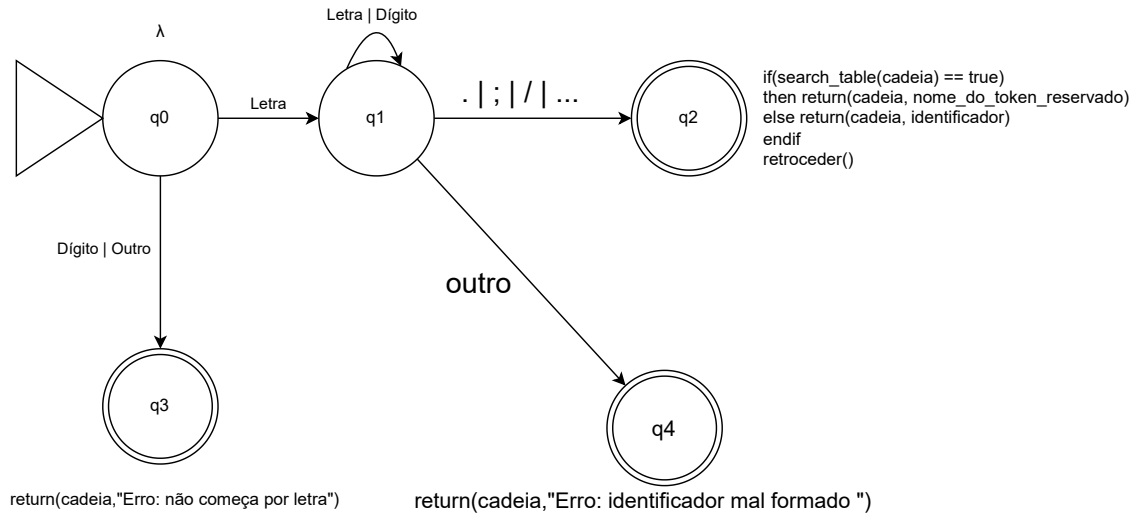 λ
Letra | Dígito
q0
Letra
q1
. | ; | / | ...
q2
if(search_table(cadeia) == true)
then return(cadeia, nome_do_token_reservado)
else return(cadeia, identificador)
endif
retroceder()
Dígito | Outro
outro
q3
q4
return(cadeia,"Erro: não começa por letra")
return(cadeia,"Erro: identificador mal formado ")